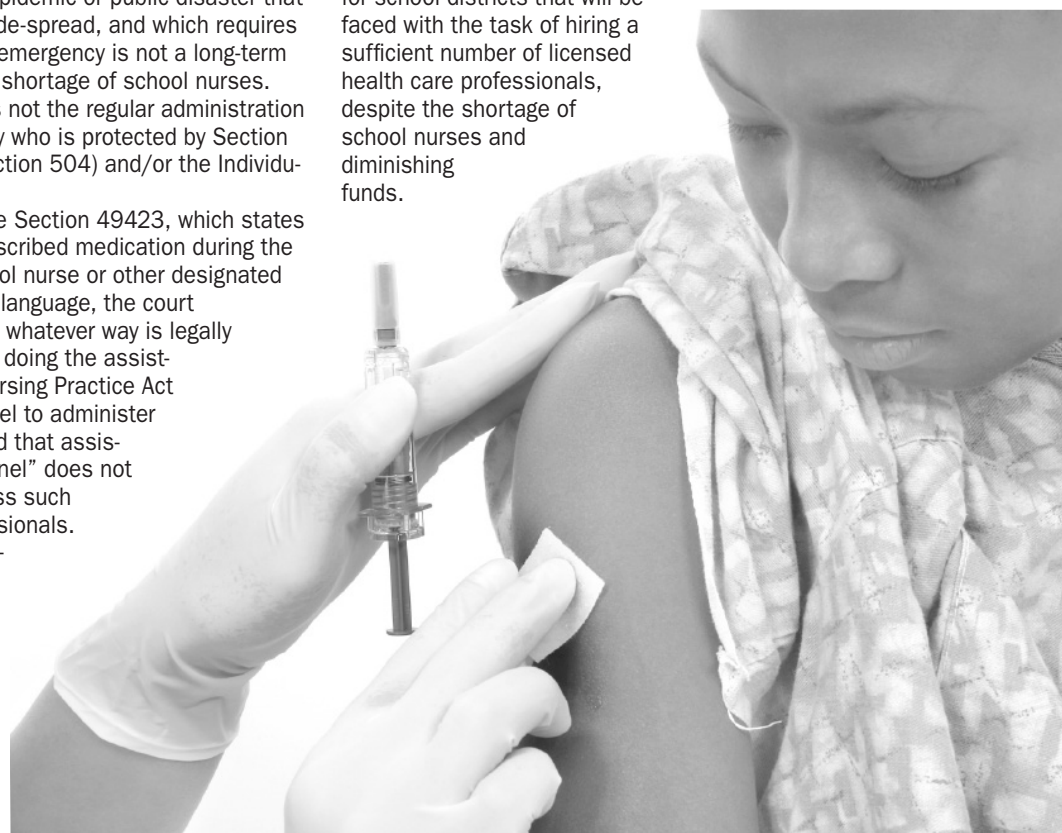 pidemic or public disaster that
de-spread, and which requires
emergency is not a long-term
shortage of school nurses.
s not the regular administration
y who is protected by Section
ction 504) and/or the Individu-
e Section 49423, which states
scribed medication during the
ol nurse or other designated
language, the court
whatever way is legally
doing the assist-
rsing Practice Act
el to administer
d that assis-
nel” does not
ss such
sionals.
-
for school districts that will be
faced with the task of hiring a
sufficient number of licensed
health care professionals,
despite the shortage of
school nurses and
diminishing
funds.